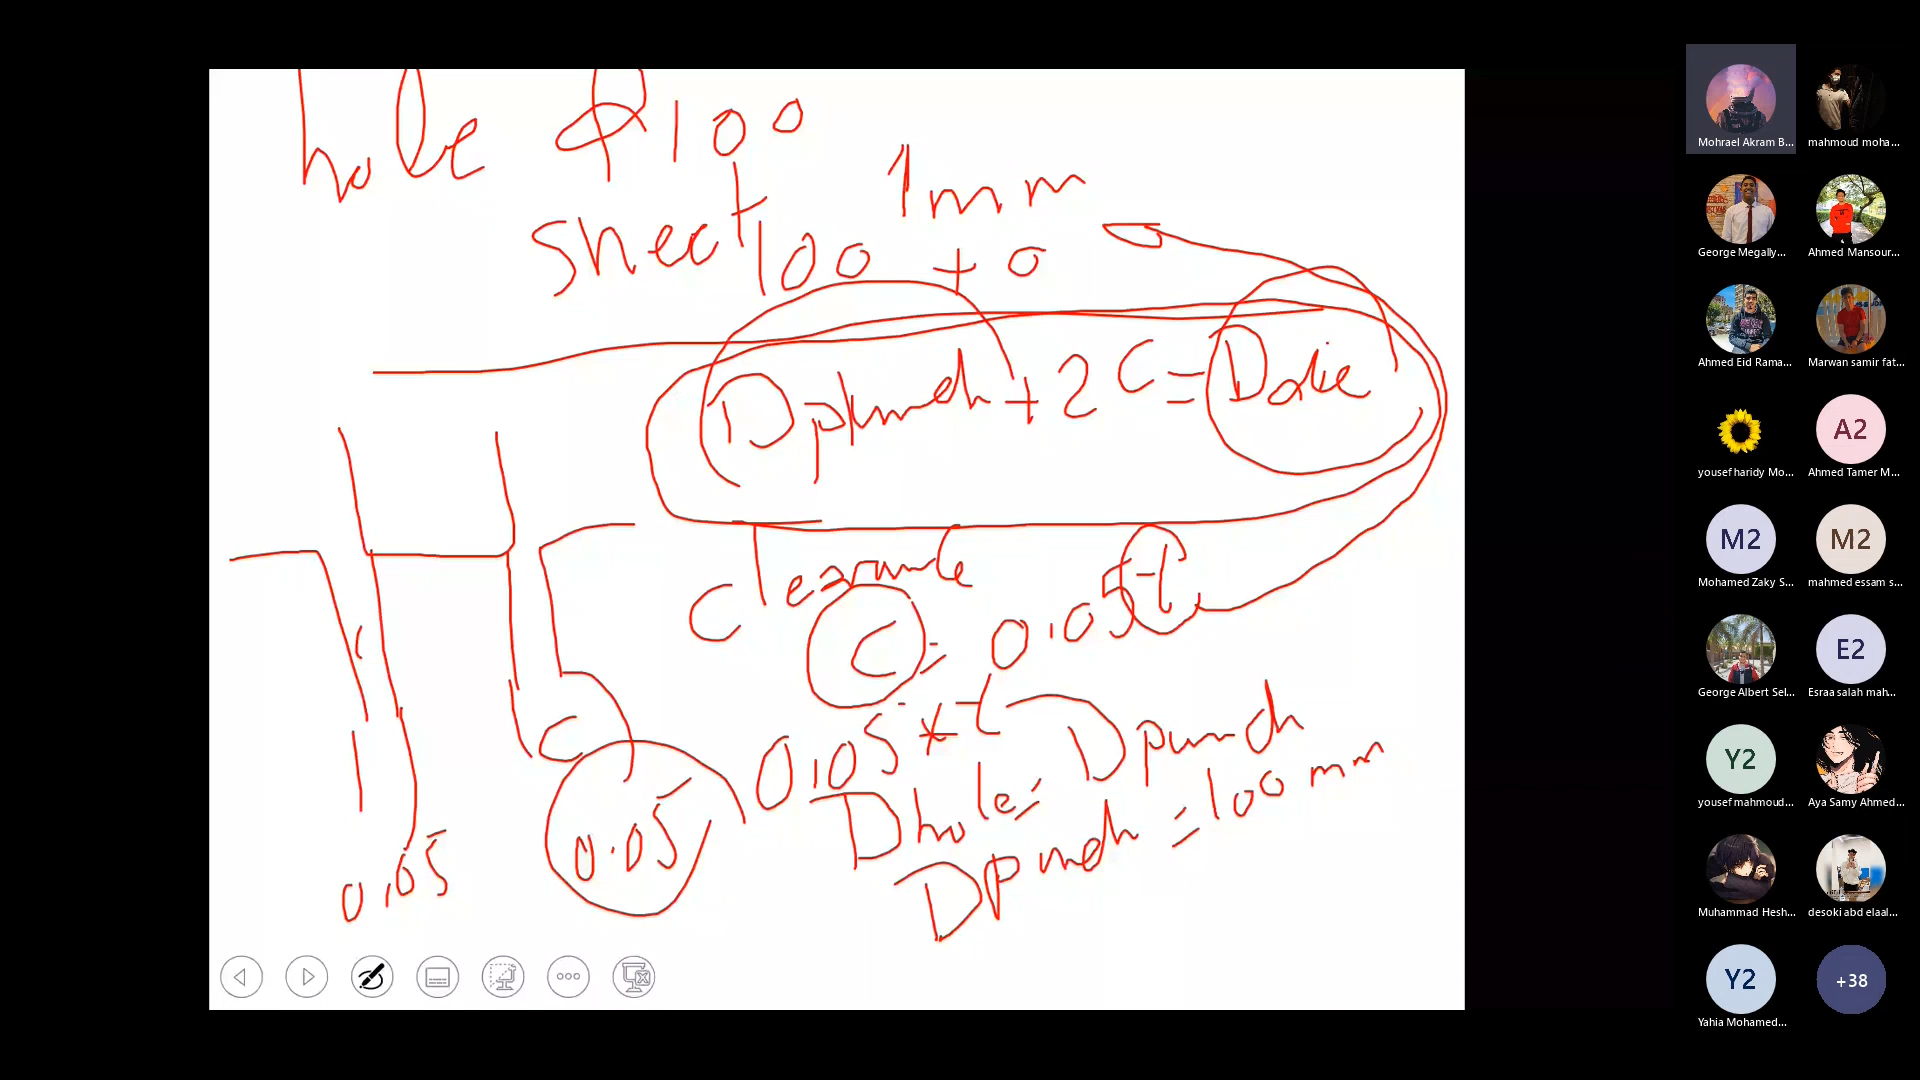 hole Φ100
sheet 1mm
100 + 0
Dpunch + 2C = Ddie
clearance
C = 0.05t
C
0.05 * t
0.05
0.05
Dhole = Dpunch
Dpunch = 100 mm
Mohrael Akram B...
mahmoud moha...
George Megally...
Ahmed Mansour...
Ahmed Eid Rama...
Marwan samir fat...
yousef haridy Mo...
A2
Ahmed Tamer M...
M2
Mohamed Zaky S...
M2
mahmed essam s...
George Albert Sel...
E2
Esraa salah mah...
Y2
yousef mahmoud...
Aya Samy Ahmed...
Muhammad Hesh...
desoki abd elaal...
Y2
Yahia Mohamed...
+38